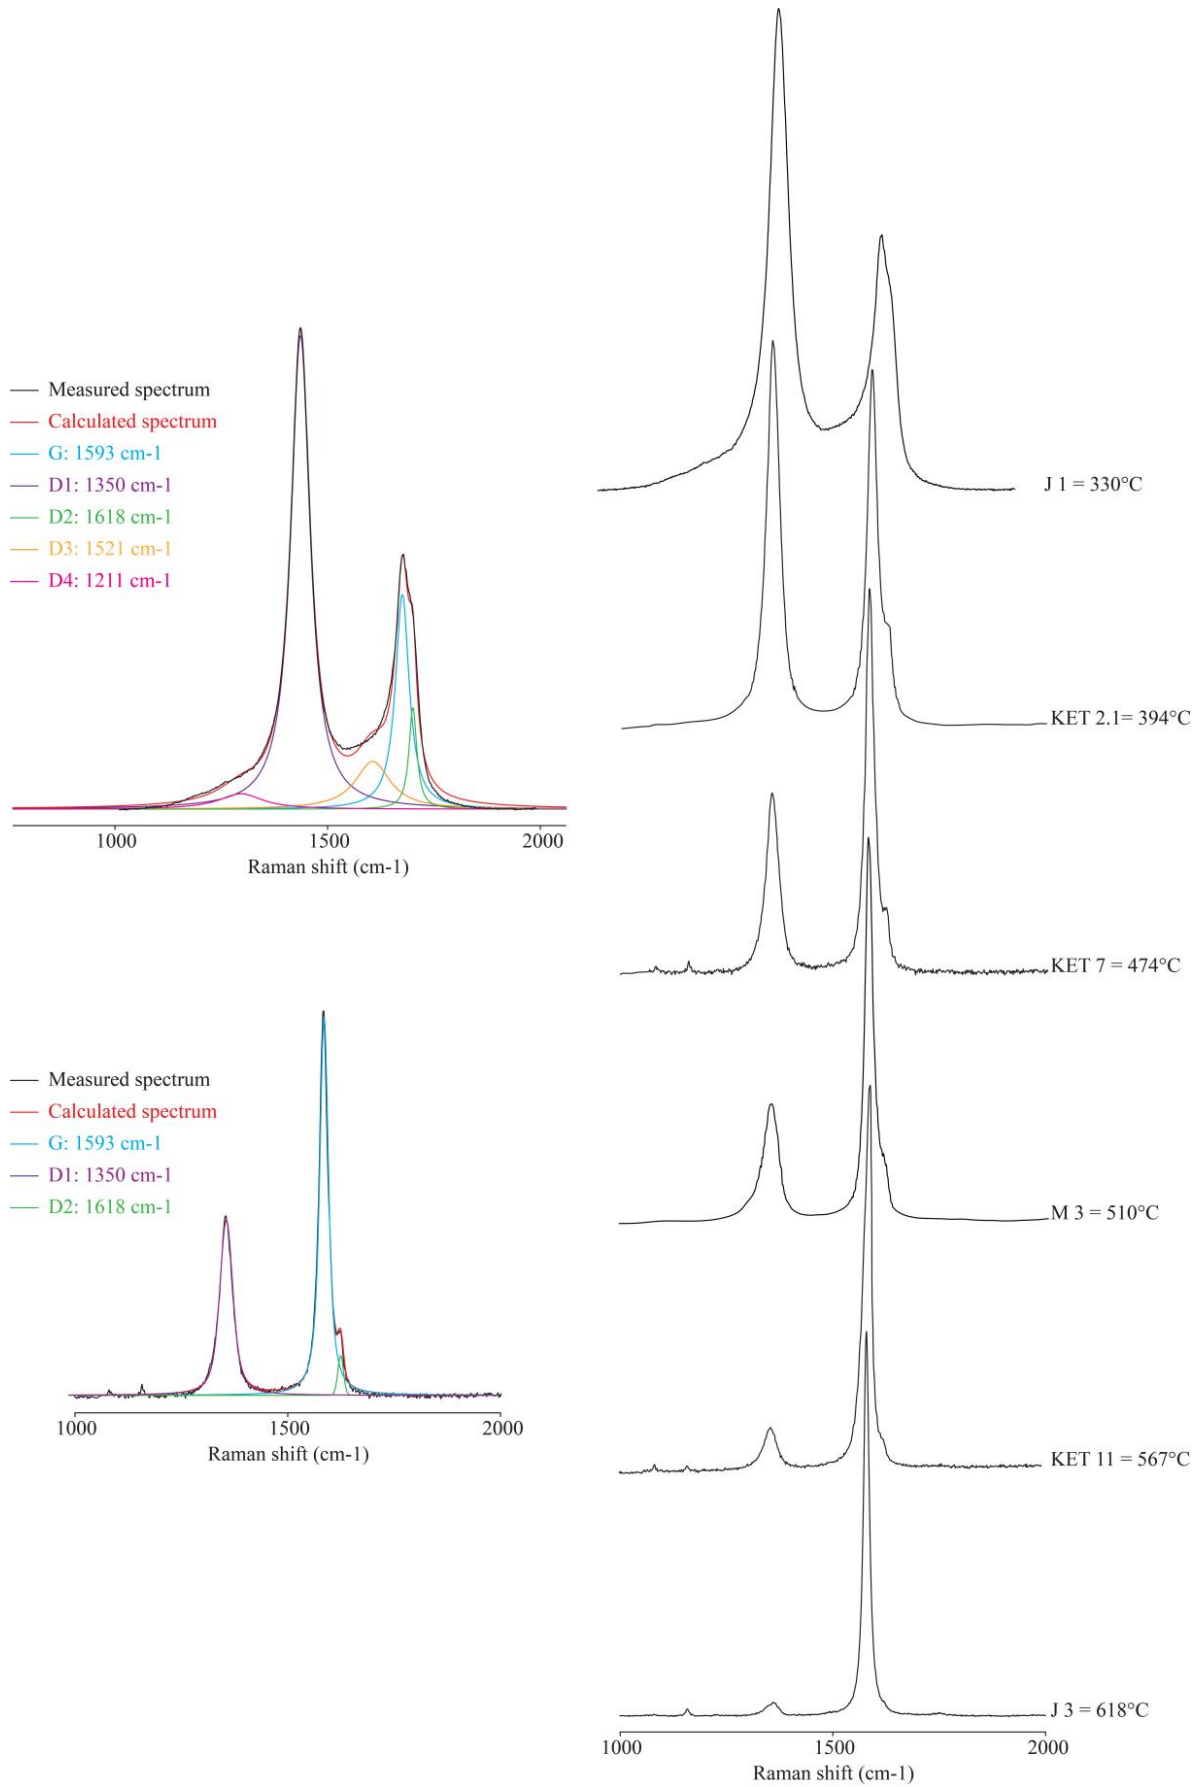 Measured spectrum
Calculated spectrum
G: 1593 cm-1
D1: 1350 cm-1
D2: 1618 cm-1
D3: 1521 cm-1
D4: 1211 cm-1
1000 1500 2000
Raman shift (cm-1)
Measured spectrum
Calculated spectrum
G: 1593 cm-1
D1: 1350 cm-1
D2: 1618 cm-1
1000 1500 2000
Raman shift (cm-1)
J 1 = 330°C
KET 2.1= 394°C
KET 7 = 474°C
M 3 = 510°C
KET 11 = 567°C
J 3 = 618°C
1000 1500 2000
Raman shift (cm-1)